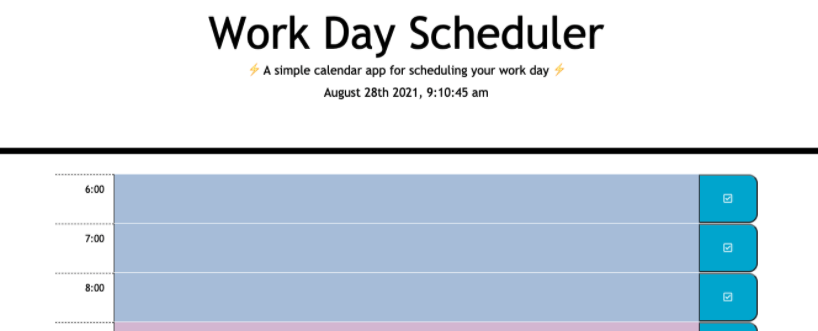 Work Day Scheduler
⚡ A simple calendar app for scheduling your work day ⚡
August 28th 2021, 9:10:45 am
6:00
7:00
8:00